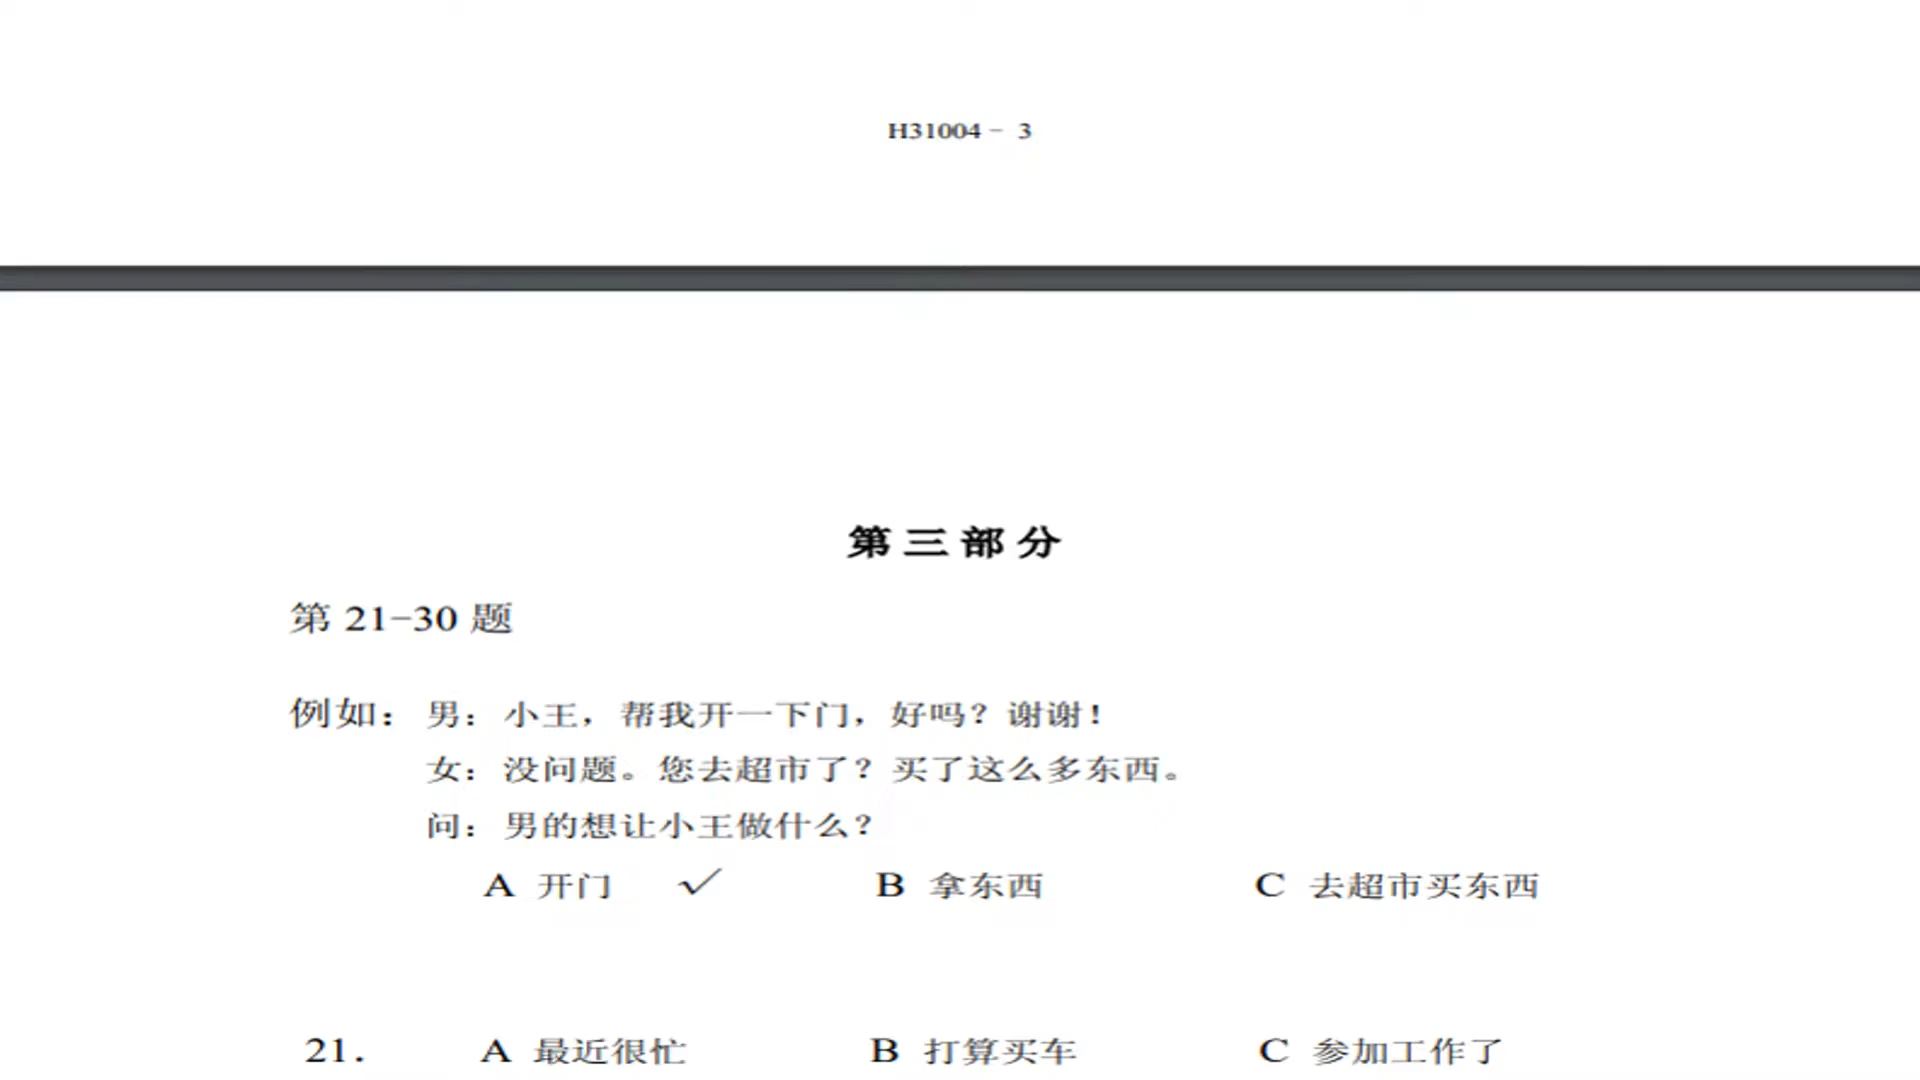 H31004 - 3
第三部分
第 21-30 题
例如：男：小王，帮我开一下门，好吗？谢谢！
女：没问题。您去超市了？买了这么多东西。
问：男的想让小王做什么？
A 开门 ✓ B 拿东西 C 去超市买东西
21. A 最近很忙 B 打算买车 C 参加工作了